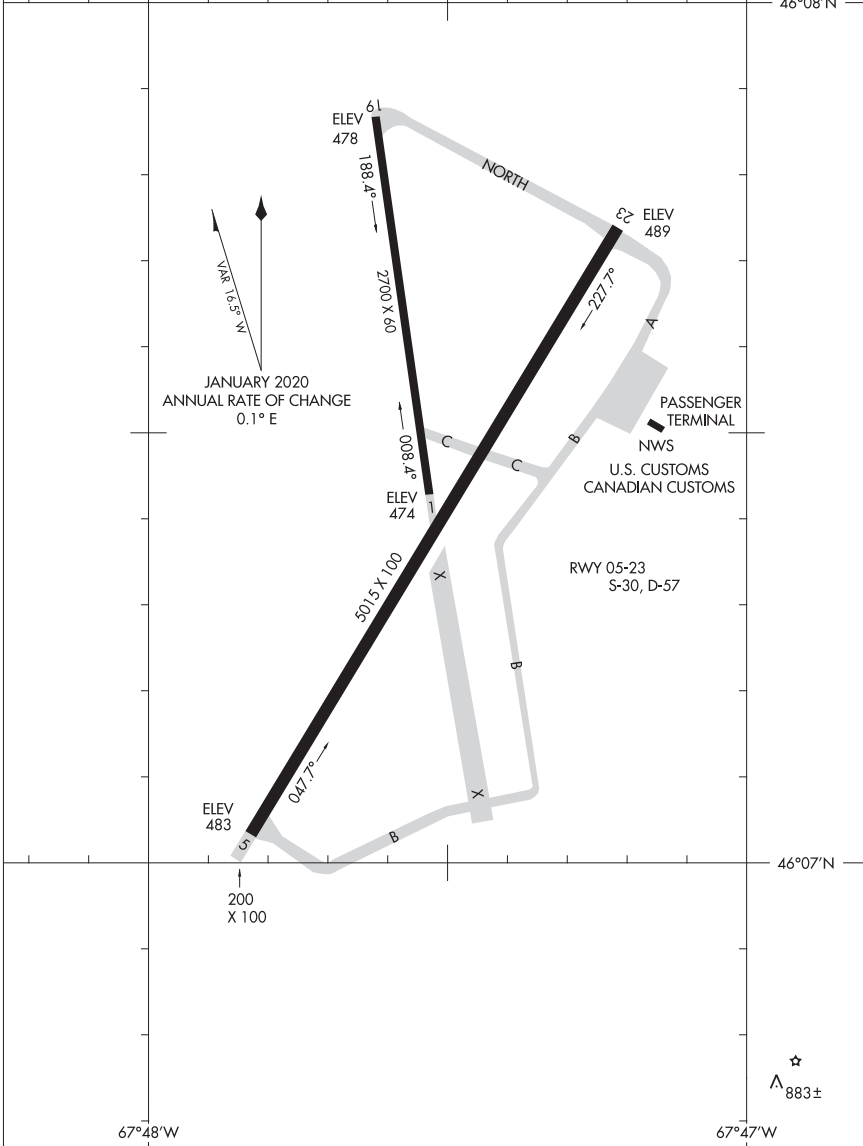 46°08'N
19
ELEV
478
188.4°
NORTH
23
ELEV
489
VAR 16.5° W
2700 X 60
227.7°
A
JANUARY 2020
ANNUAL RATE OF CHANGE
0.1° E
PASSENGER
TERMINAL
C
B
NWS
008.4°
C
U.S. CUSTOMS
CANADIAN CUSTOMS
ELEV
474
1
5015 X 100
X
RWY 05-23
S-30, D-57
B
047.7°
X
ELEV
483
5
B
46°07'N
200
X 100
883±
67°48'W
67°47'W